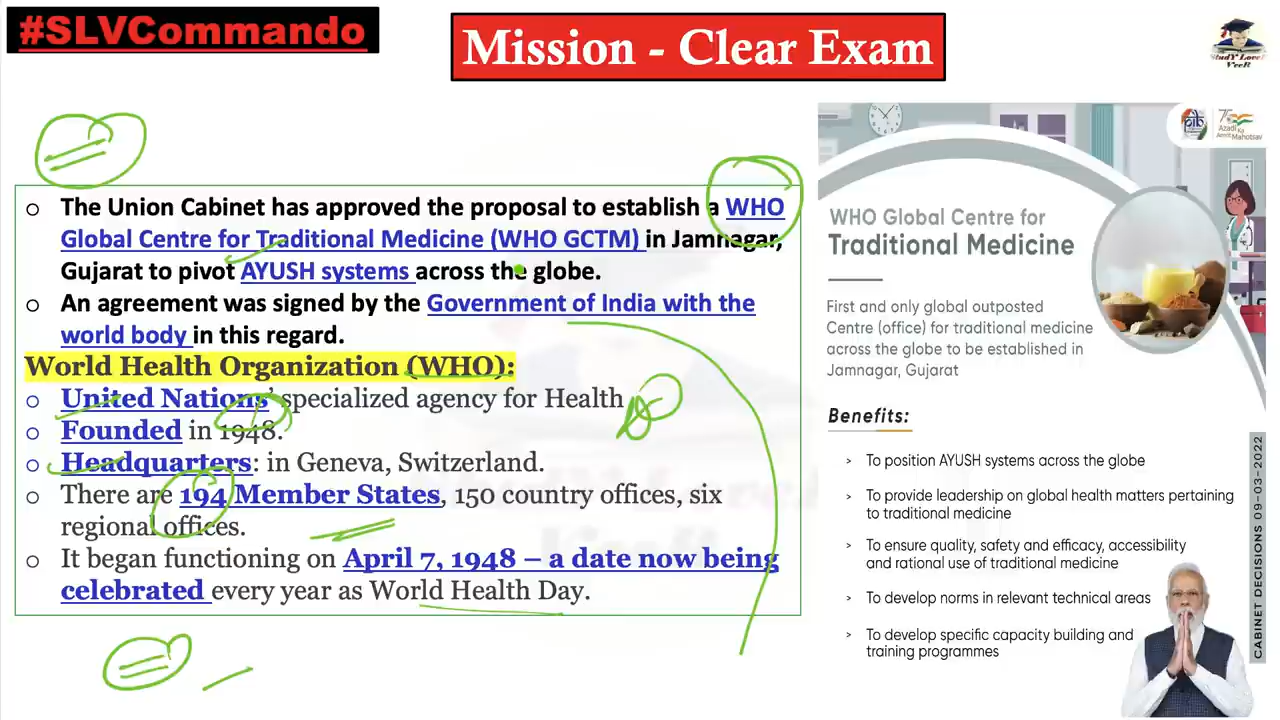 #SLVCommando
Mission - Clear Exam
StudY LoveR
VeeR
○ The Union Cabinet has approved the proposal to establish a WHO
Global Centre for Traditional Medicine (WHO GCTM) in Jamnagar,
Gujarat to pivot AYUSH systems across the globe.
○ An agreement was signed by the Government of India with the
world body in this regard.
World Health Organization (WHO):
○ United Nations’ specialized agency for Health
○ Founded in 1948.
○ Headquarters: in Geneva, Switzerland.
○ There are 194 Member States, 150 country offices, six
regional offices.
○ It began functioning on April 7, 1948 – a date now being
celebrated every year as World Health Day.
pib
Azadi Ka
Amrit Mahotsav
WHO Global Centre for
Traditional Medicine
First and only global outposted
Centre (office) for traditional medicine
across the globe to be established in
Jamnagar, Gujarat
Benefits:
> To position AYUSH systems across the globe
> To provide leadership on global health matters pertaining
to traditional medicine
> To ensure quality, safety and efficacy, accessibility
and rational use of traditional medicine
> To develop norms in relevant technical areas
> To develop specific capacity building and
training programmes
CABINET DECISIONS 09-03-2022